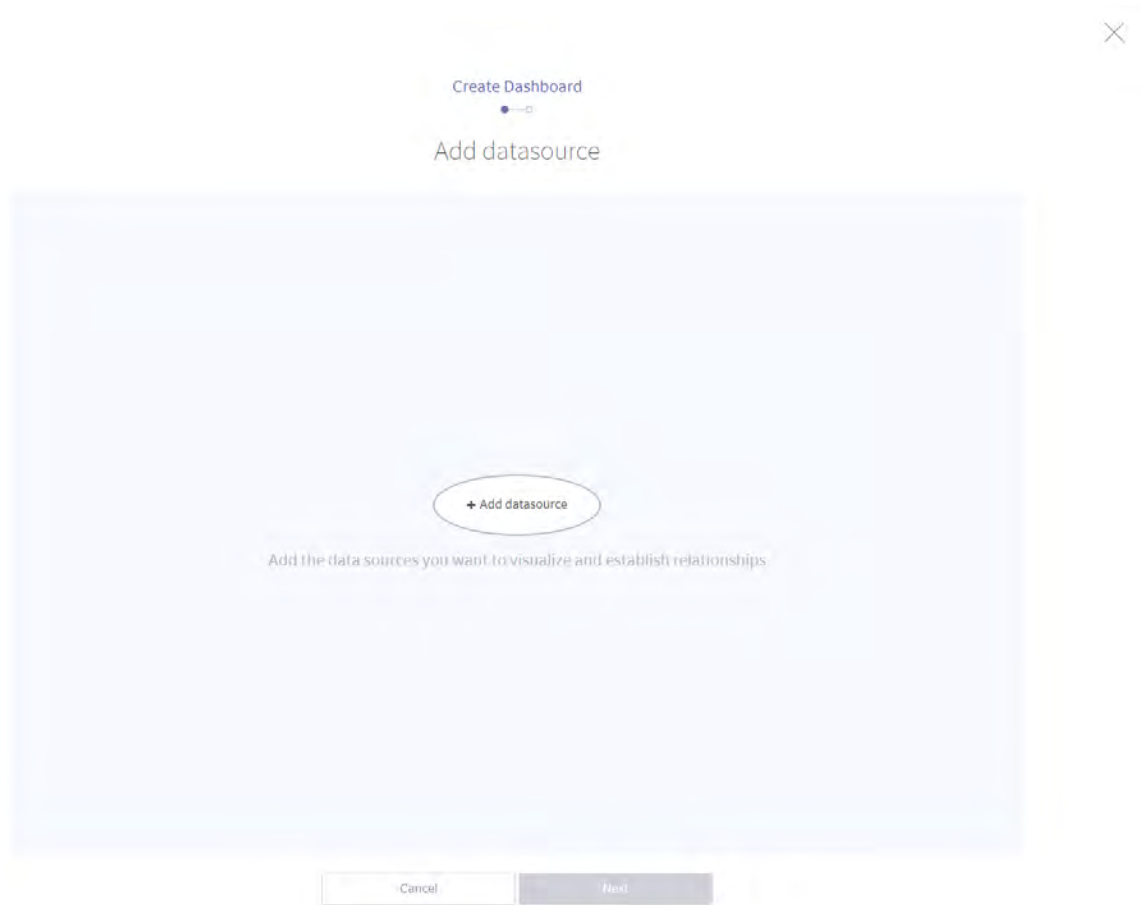 Create Dashboard
Add datasource
+ Add datasource
Add the data sources you want to visualize and establish relationships
Cancel
Next